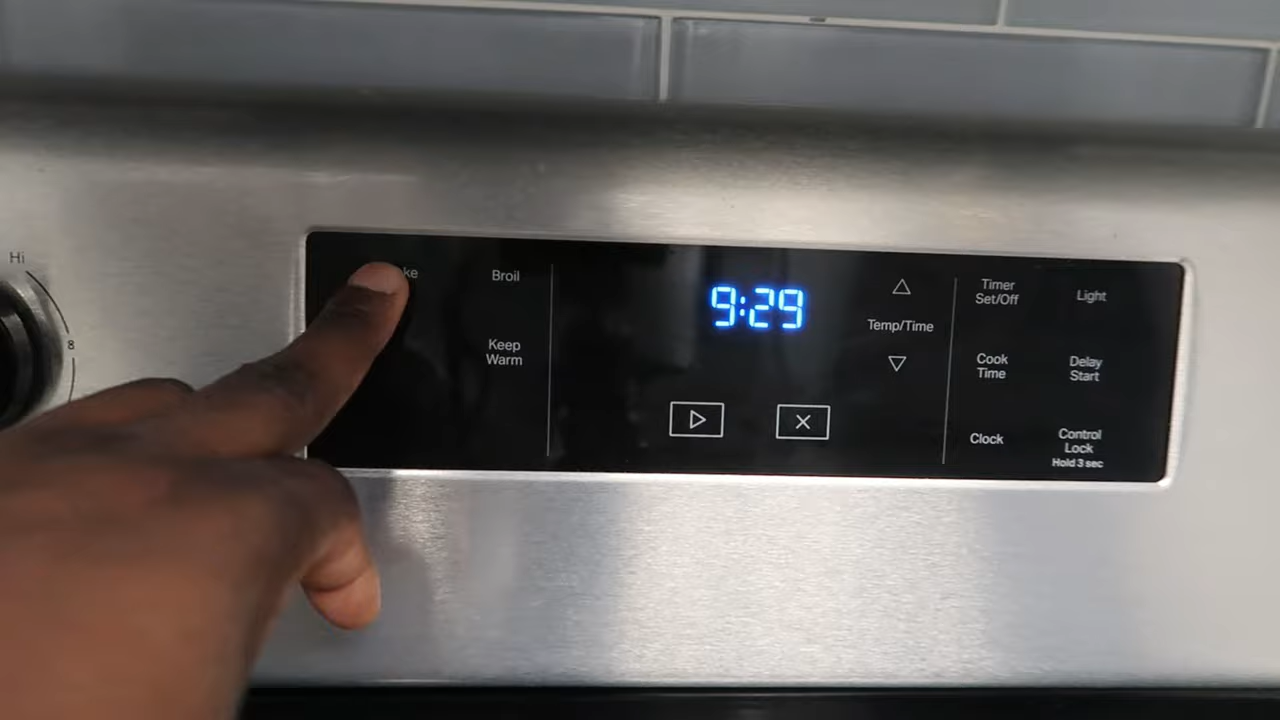 Hi
8
ke
Broil
Keep
Warm
9:29
Temp/Time
Timer
Set/Off
Light
Cook
Time
Delay
Start
Clock
Control
Lock
Hold 3 sec